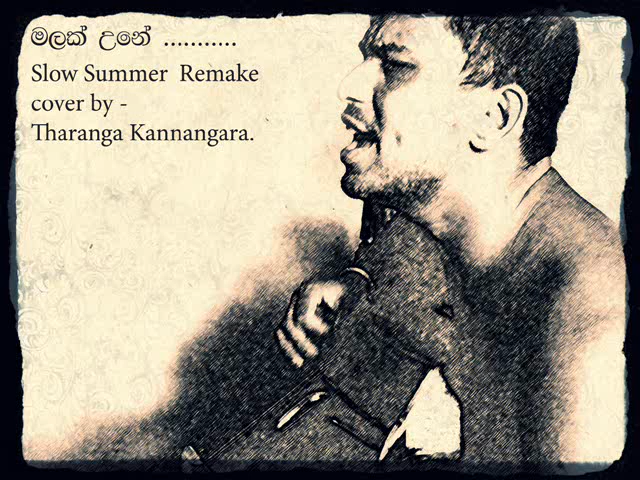 මලක් උනේ ...........
Slow Summer Remake
cover by -
Tharanga Kannangara.